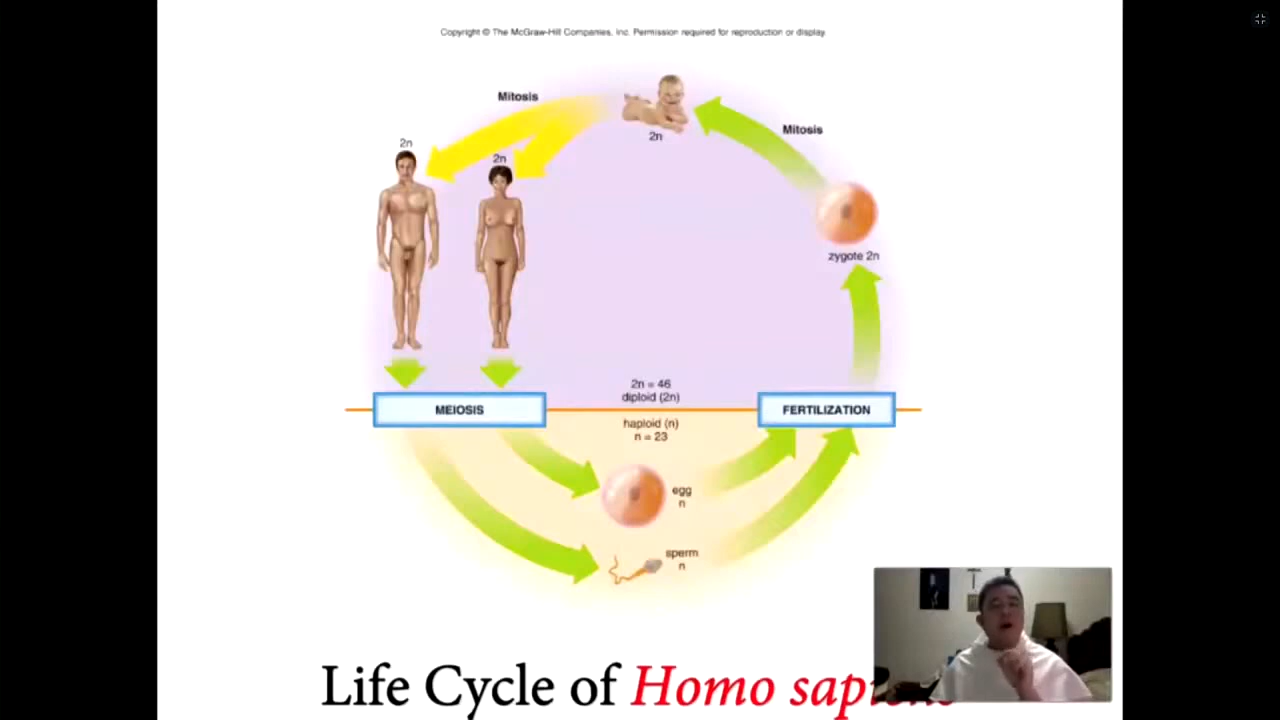 Copyright © The McGraw-Hill Companies, Inc. Permission required for reproduction or display.
Mitosis
2n
Mitosis
2n
2n
zygote 2n
2n = 46
diploid (2n)
MEIOSIS
FERTILIZATION
haploid (n)
n = 23
egg
n
sperm
n
Life Cycle of Homo